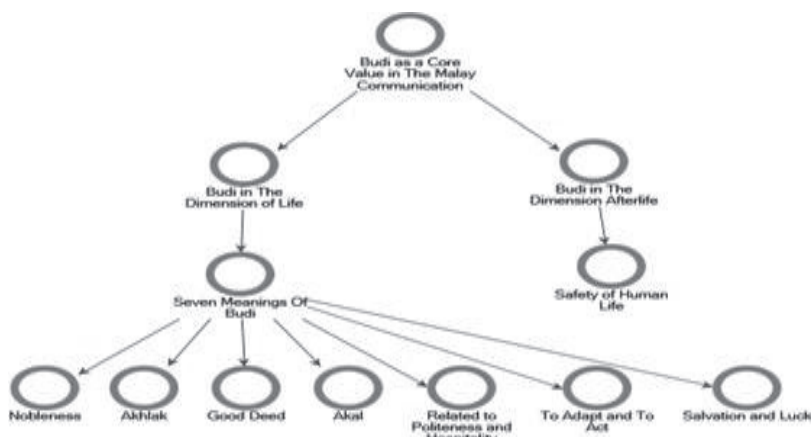 Budi as a Core
Value in The Malay
Communication
Budi in The
Dimension of Life
Budi in The
Dimension Afterlife
Seven Meanings Of
Budi
Safety of Human
Life
Nobleness
Akhlak
Good Deed
Akal
Related to
Politeness and
Hospitality
To Adapt and To
Act
Salvation and Luck